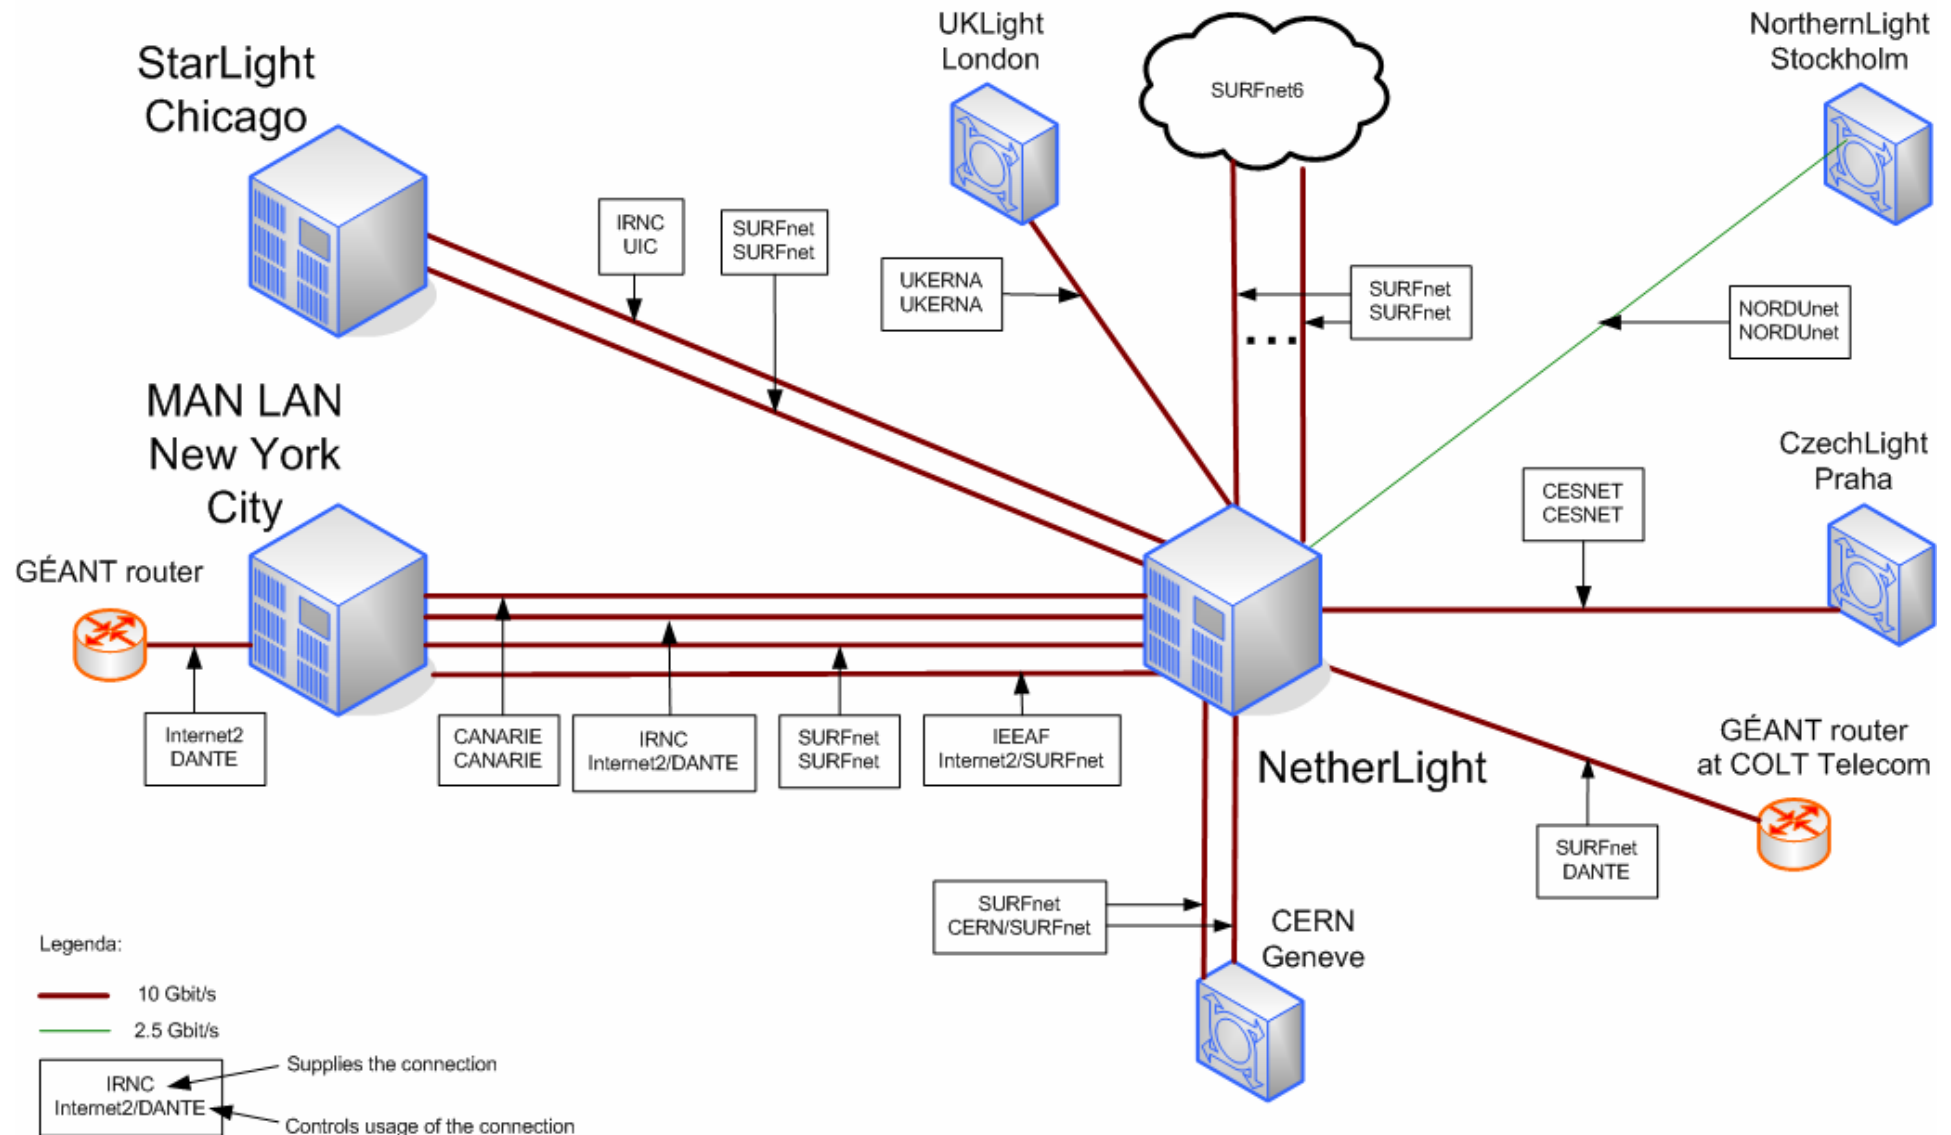 StarLight
Chicago
UKLight
London
SURFnet6
NorthernLight
Stockholm
IRNC
UIC
SURFnet
SURFnet
UKERNA
UKERNA
SURFnet
SURFnet
...
NORDUnet
NORDUnet
MAN LAN
New York
City
CzechLight
Praha
CESNET
CESNET
GÉANT router
Internet2
DANTE
CANARIE
CANARIE
IRNC
Internet2/DANTE
SURFnet
SURFnet
IEEAF
Internet2/SURFnet
NetherLight
GÉANT router
at COLT Telecom
SURFnet
DANTE
SURFnet
CERN/SURFnet
CERN
Geneve
Legenda:
10 Gbit/s
2.5 Gbit/s
IRNC
Internet2/DANTE
Supplies the connection
Controls usage of the connection